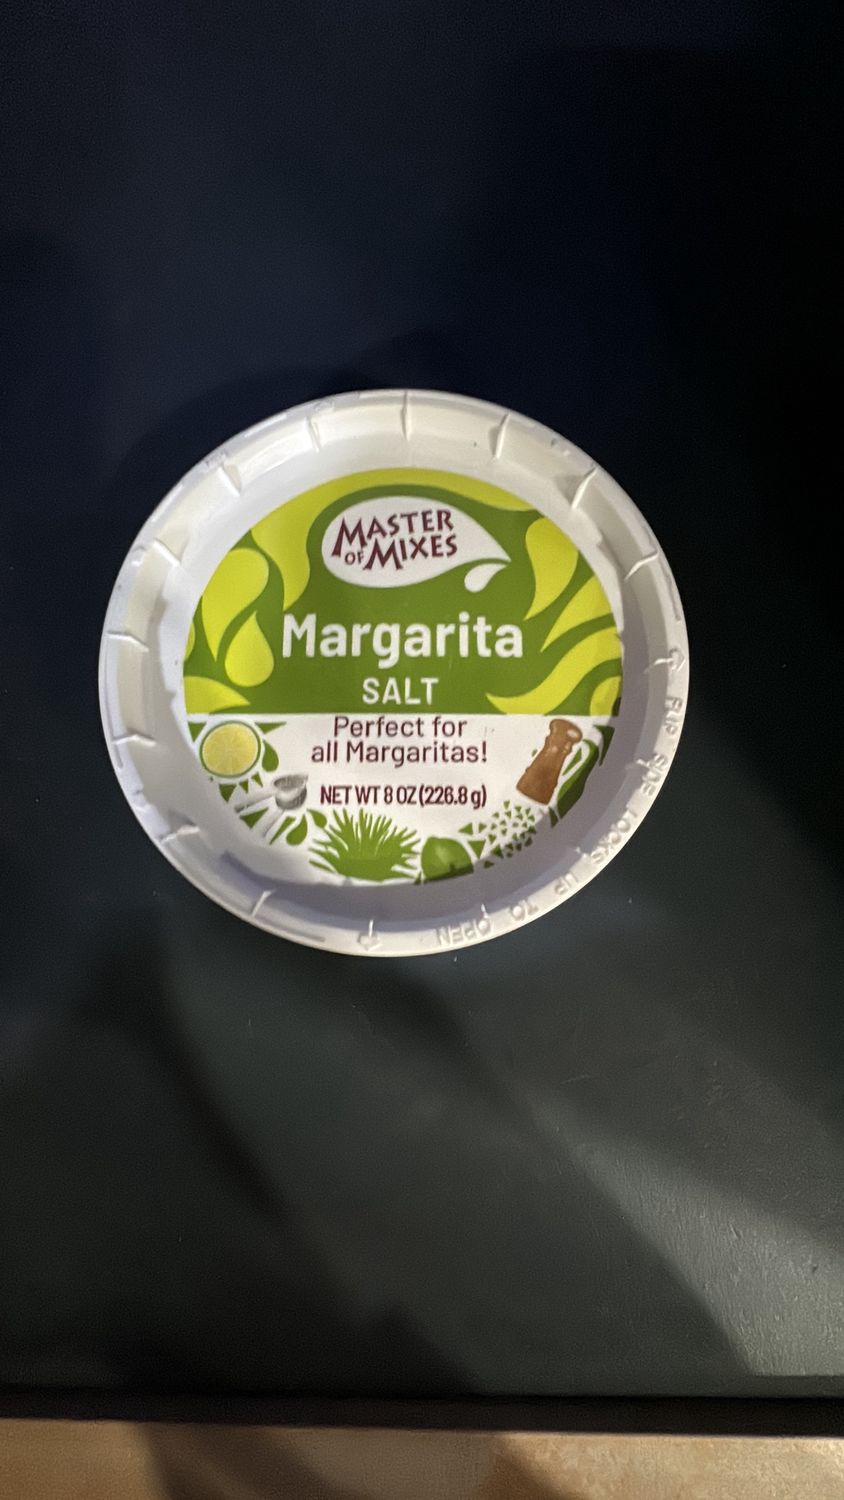 MASTER
OF MIXES
Margarita
SALT
Perfect for
all Margaritas!
NET WT 8 OZ (226.8 g)
FLIP SIDE LOCKS UP TO OPEN